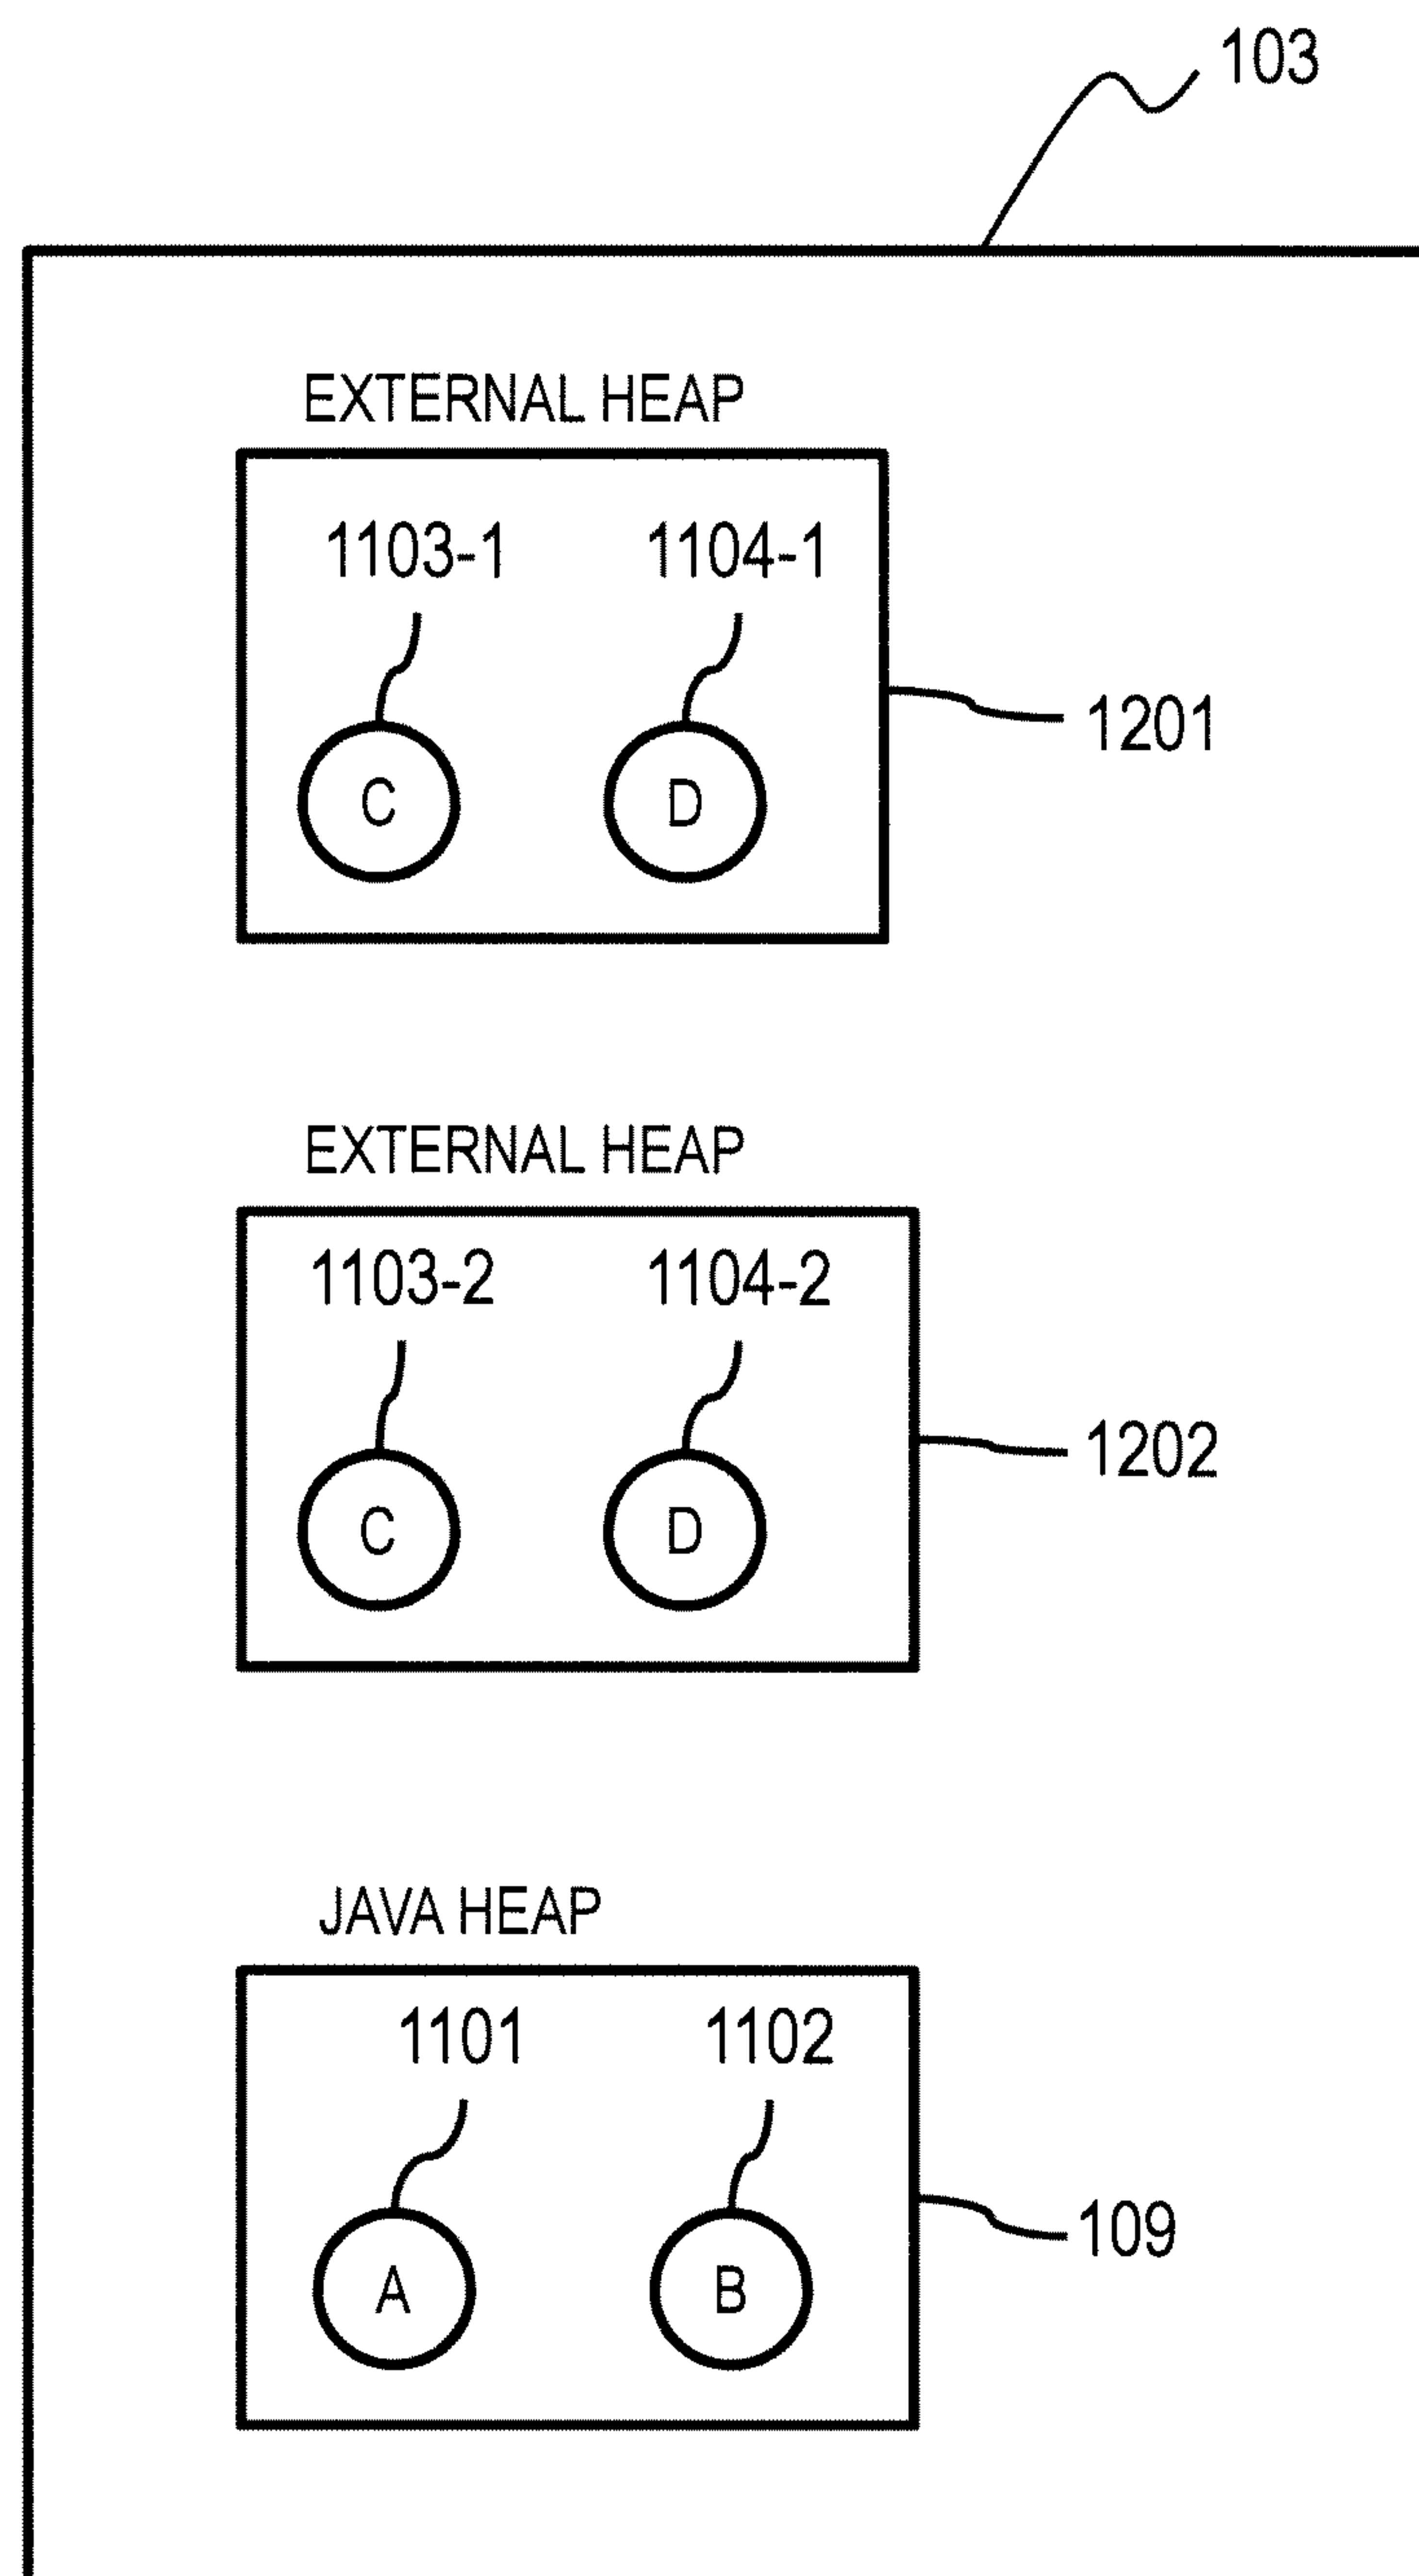 103
EXTERNAL HEAP
1103-1 1104-1
1201
C D
EXTERNAL HEAP
1103-2 1104-2
1202
C D
JAVA HEAP
1101 1102
109
A B